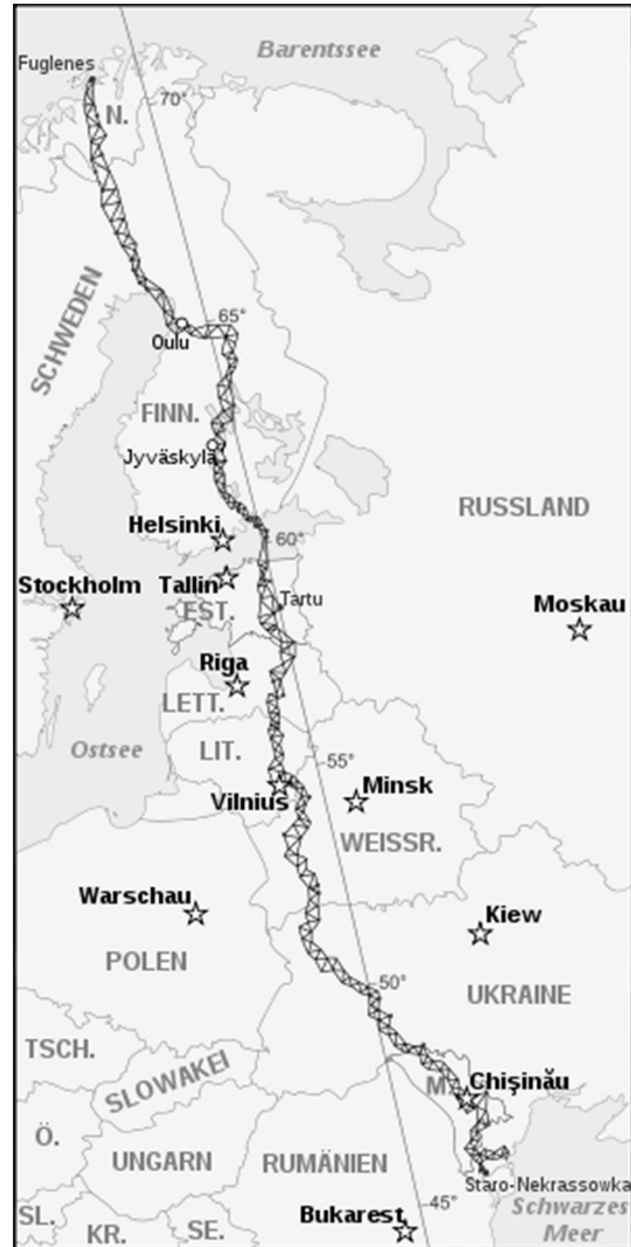 Barentssee
Fuglenes
70°
N.
SCHWEDEN
65°
Oulu
FINN.
Jyväskylä
RUSSLAND
Helsinki
60°
Stockholm
Tallin
Tartu
EST.
Moskau
Riga
LETT.
Ostsee
LIT.
55°
Vilnius
Minsk
WEISSR.
Warschau
Kiew
POLEN
50°
UKRAINE
TSCH.
SLOWAKEI
M.
Chişinău
Ö.
UNGARN
RUMÄNIEN
Staro-Nekrassowka
45°
SL.
Bukarest
Schwarzes
KR.
SE.
Meer